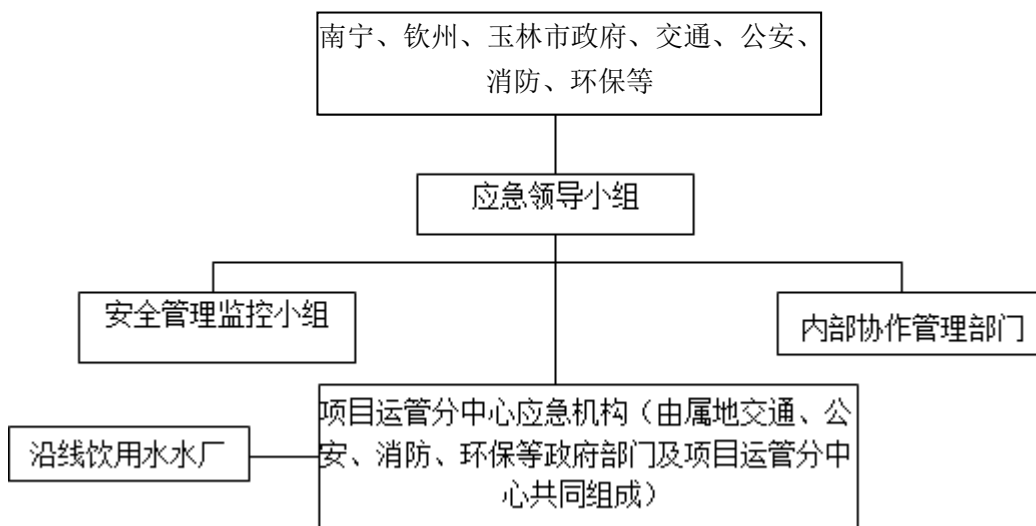 南宁、钦州、玉林市政府、交通、公安、
消防、环保等
应急领导小组
安全管理监控小组
内部协作管理部门
项目运管分中心应急机构（由属地交通、公
安、消防、环保等政府部门及项目运管分中
心共同组成）
沿线饮用水水厂